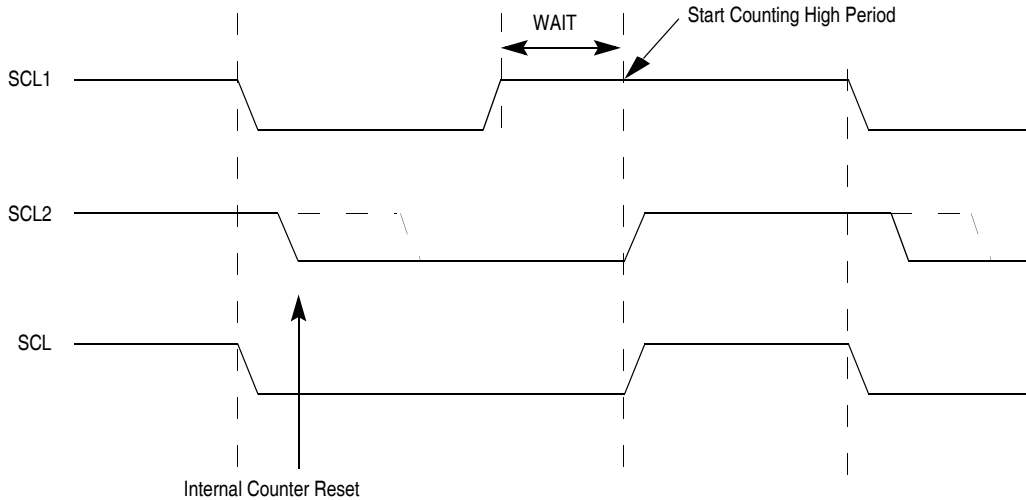 Start Counting High Period
WAIT
SCL1
SCL2
SCL
Internal Counter Reset